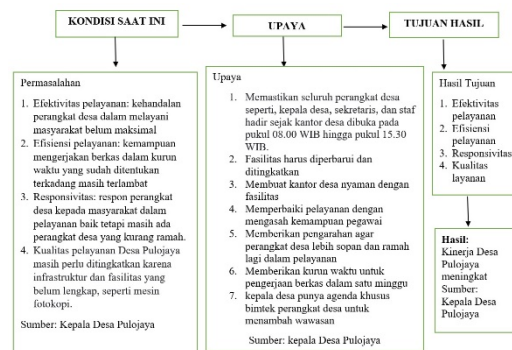 KONDISI SAAT INI
UPAYA
TUJUAN HASIL
Permasalahan
1. Efektivitas pelayanan: kehandalan
perangkat desa dalam melayani
masyarakat belum maksimal
2. Efisiensi pelayanan: kemampuan
mengerjakan berkas dalam kurun
waktu yang sudah ditentukan
terkadang masih terlambat
3. Responsivitas: respon perangkat
desa kepada masyarakat dalam
pelayanan baik tetapi masih ada
perangkat desa yang kurang ramah.
4. Kualitas pelayanan Desa Pulojaya
masih perlu ditingkatkan karena
infrastruktur dan fasilitas yang
belum lengkap, seperti mesin
fotokopi.
Sumber: Kepala Desa Pulojaya
Upaya
1. Memastikan seluruh perangkat desa
seperti, kepala desa, sekretaris, dan staf
hadir sejak kantor desa dibuka pada
pukul 08.00 WIB hingga pukul 15.30
WIB.
2. Fasilitas harus diperbarui dan
ditingkatkan
3. Membuat kantor desa nyaman dengan
fasilitas
4. Memperbaiki pelayanan dengan
mengasah kemampuan pegawai
5. Memberikan pengarahan agar
perangkat desa lebih sopan dan ramah
lagi dalam pelayanan
6. Memberikan kurun waktu untuk
pengerjaan berkas dalam satu minggu
7. kepala desa punya agenda khusus
bimtek perangkat desa untuk
menambah wawasan
Sumber: kepala Desa Pulojaya
Hasil Tujuan
1. Efektivitas
pelayanan
2. Efisiensi
pelayanan
3. Responsivitas
4. Kualitas
layanan
Hasil:
Kinerja Desa
Pulojaya
meningkat
Sumber:
Kepala Desa
Pulojaya